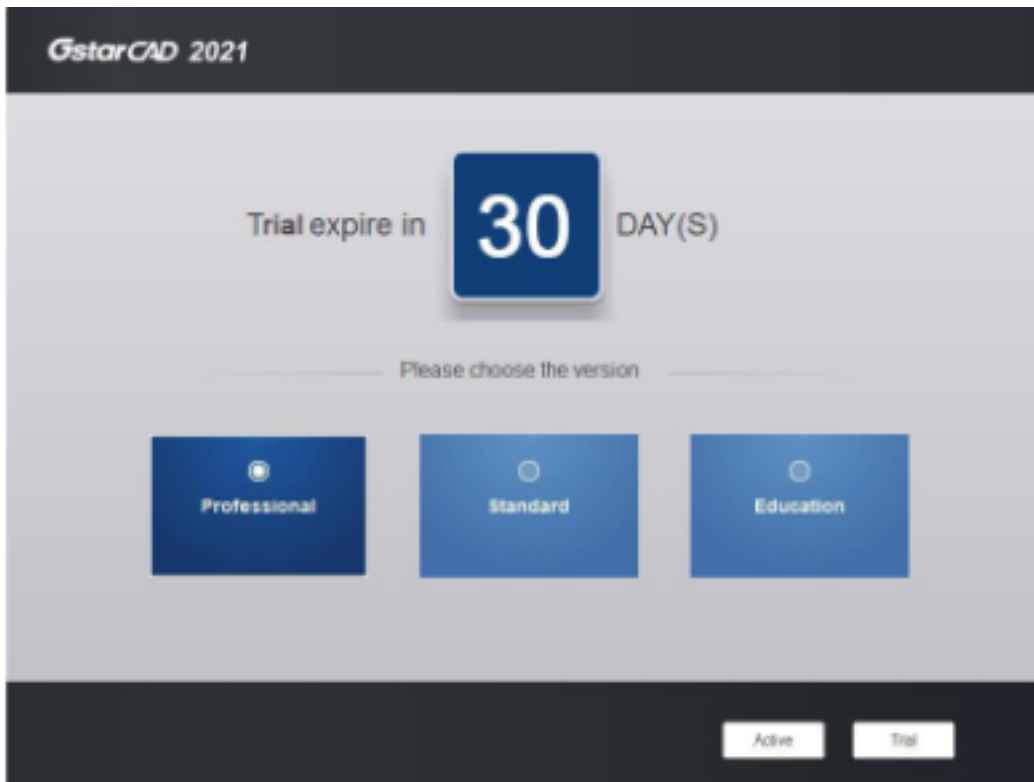 GstarCAD 2021
Trial expire in 30 DAY(S)
Please choose the version
Professional
Standard
Education
Active
Trial